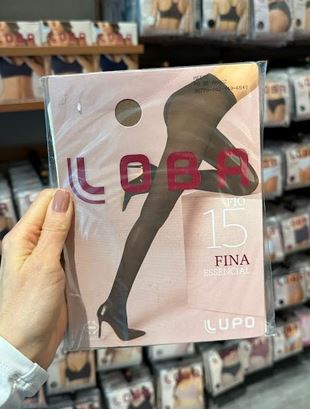 LOBA
FIO
15
FINA
ESSENCIAL
LUPO